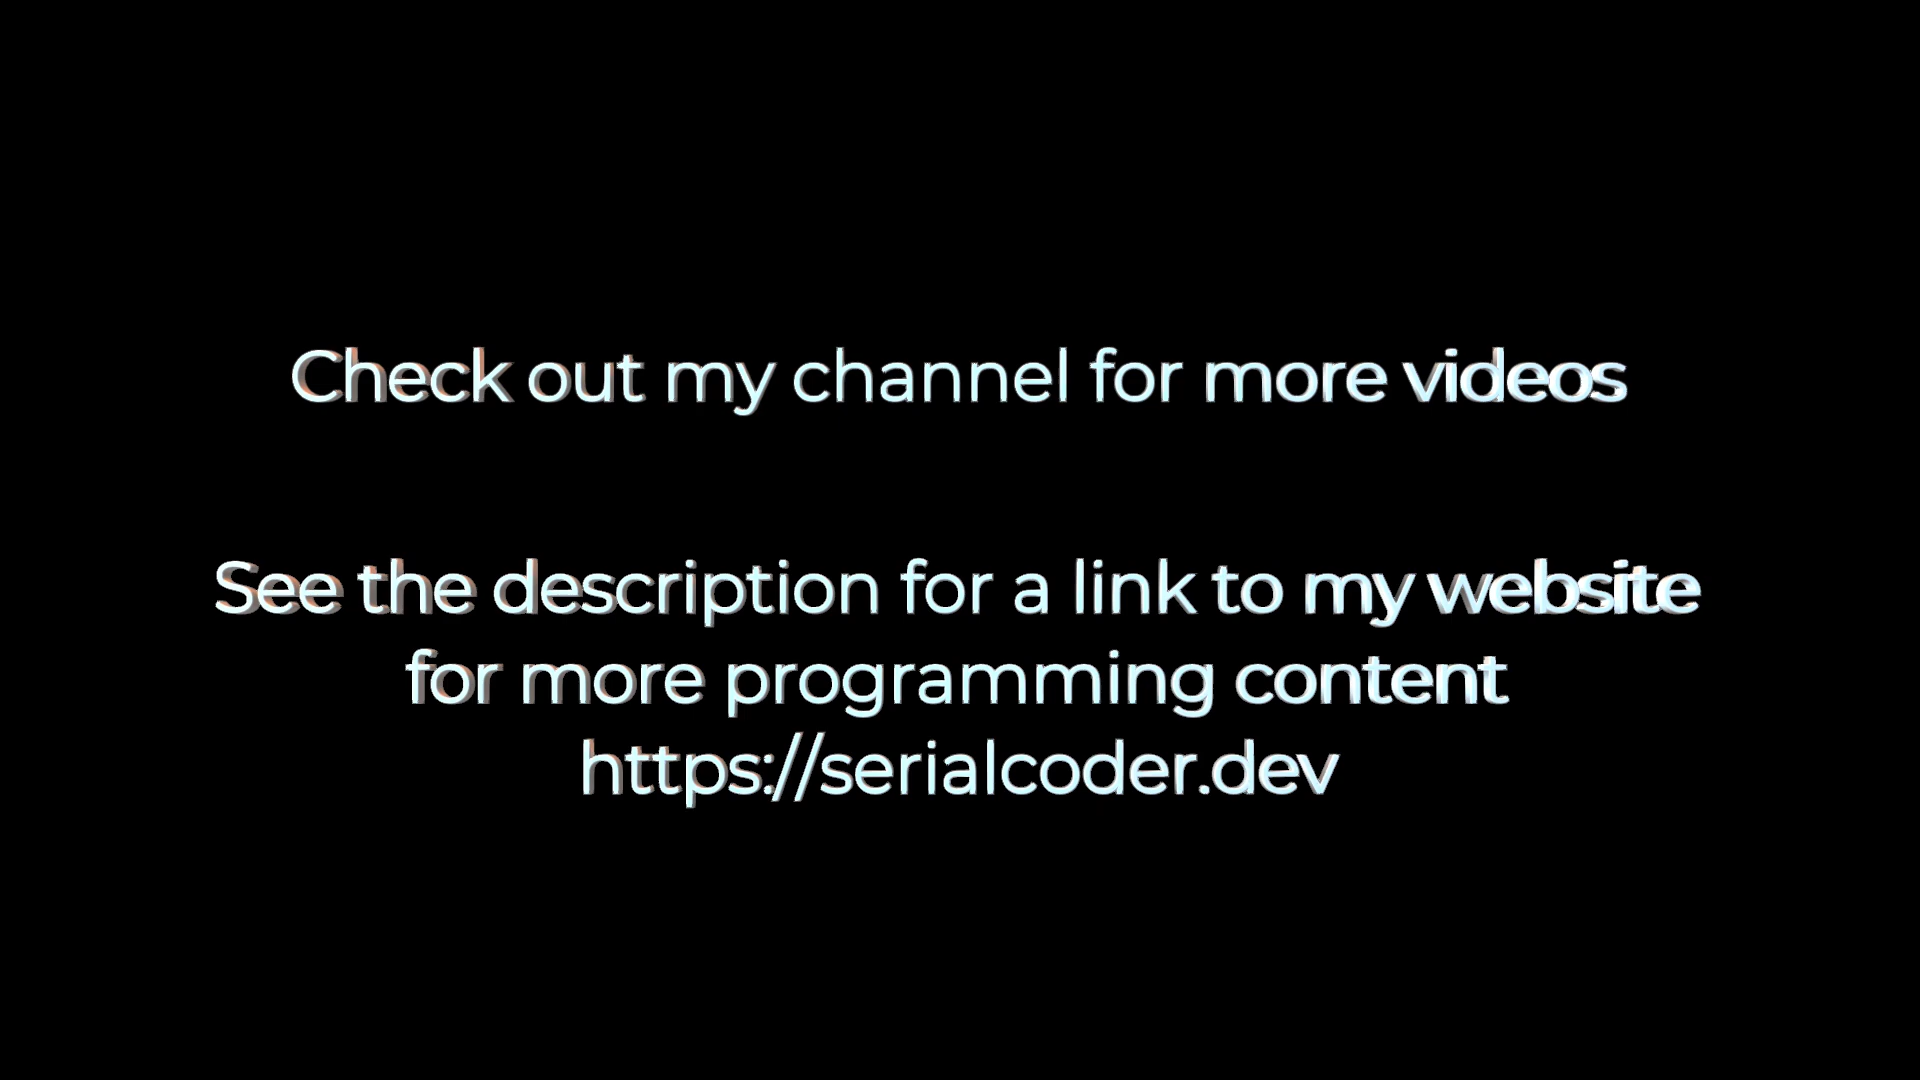 Check out my channel for more videos
See the description for a link to my website
for more programming content
https://serialcoder.dev